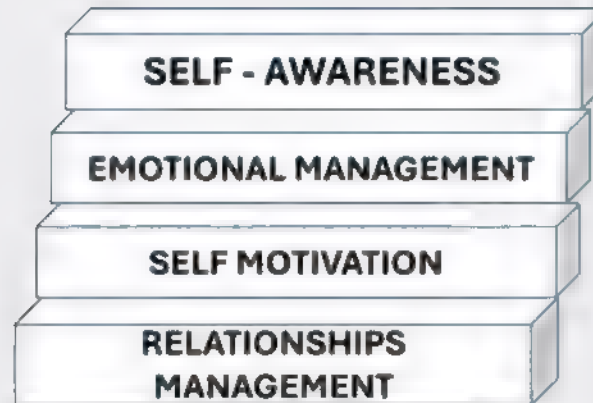 SELF - AWARENESS
EMOTIONAL MANAGEMENT
SELF MOTIVATION
RELATIONSHIPS
MANAGEMENT